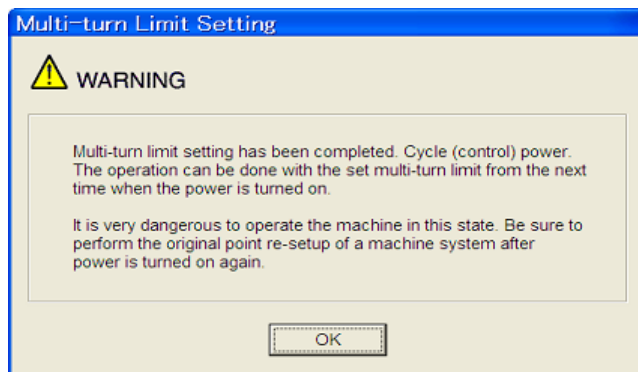 Multi-turn Limit Setting
WARNING
Multi-turn limit setting has been completed. Cycle (control) power.
The operation can be done with the set multi-turn limit from the next
time when the power is turned on.
It is very dangerous to operate the machine in this state. Be sure to
perform the original point re-setup of a machine system after
power is turned on again.
OK